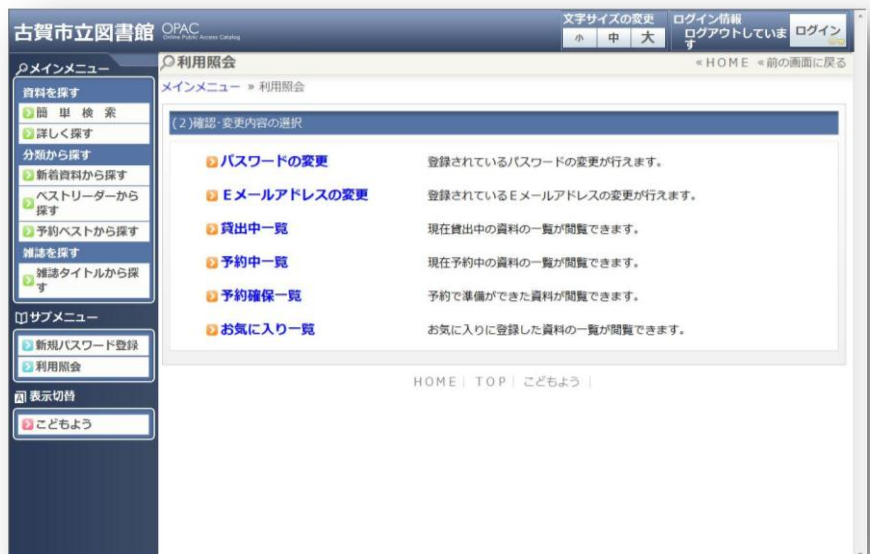 古賀市立図書館 OPAC
Online Public Access Catalog
文字サイズの変更
小 中 大
ログイン情報
ログアウトしていま
す
ログイン
メインメニュー
資料を探す
簡 単 検 索
詳しく探す
分類から探す
新着資料から探す
ベストリーダーから
探す
予約ベストから探す
雑誌を探す
雑誌タイトルから探
す
サブメニュー
新規パスワード登録
利用照会
表示切替
こどもよう
利用照会
«HOME «前の画面に戻る
メインメニュー » 利用照会
(2)確認・変更内容の選択
パスワードの変更 登録されているパスワードの変更が行えます。
Eメールアドレスの変更 登録されているEメールアドレスの変更が行えます。
貸出中一覧 現在貸出中の資料の一覧が閲覧できます。
予約中一覧 現在予約中の資料の一覧が閲覧できます。
予約確保一覧 予約で準備ができた資料が閲覧できます。
お気に入り一覧 お気に入りに登録した資料の一覧が閲覧できます。
HOME | TOP | こどもよう |